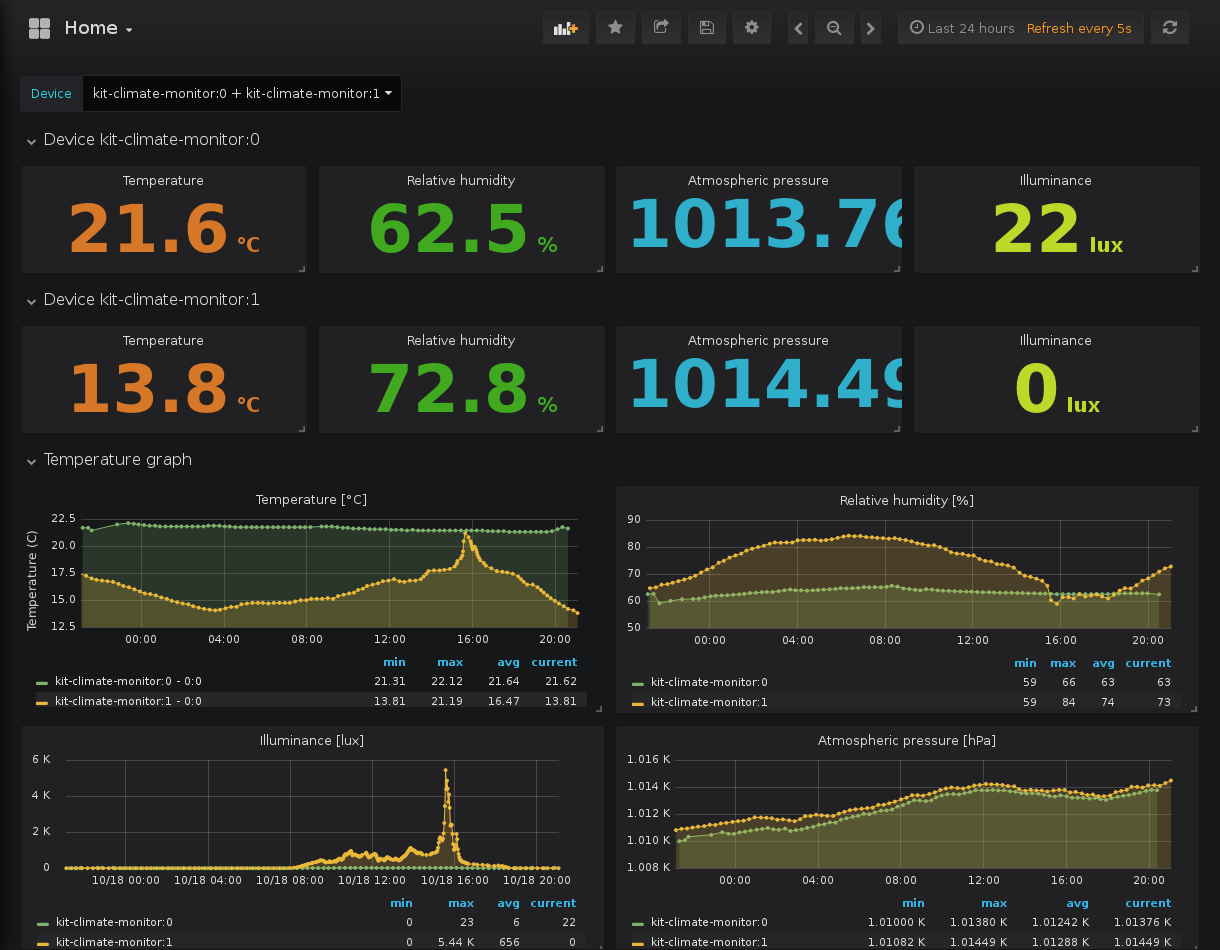 Home
Last 24 hours Refresh every 5s
Device kit-climate-monitor:0 + kit-climate-monitor:1
Device kit-climate-monitor:0
Temperature Relative humidity Atmospheric pressure Illuminance
21.6 °C 62.5 % 1013.76 22 lux
Device kit-climate-monitor:1
Temperature Relative humidity Atmospheric pressure Illuminance
13.8 °C 72.8 % 1014.49 0 lux
Temperature graph
Temperature [°C]
Temperature (C)
22.5
20.0
17.5
15.0
12.5
00:00 04:00 08:00 12:00 16:00 20:00
min max avg current
kit-climate-monitor:0 - 0:0 21.31 22.12 21.64 21.62
kit-climate-monitor:1 - 0:0 13.81 21.19 16.47 13.81
Relative humidity [%]
90
80
70
60
50
00:00 04:00 08:00 12:00 16:00 20:00
min max avg current
kit-climate-monitor:0 59 66 63 63
kit-climate-monitor:1 59 84 74 73
Illuminance [lux]
6 K
4 K
2 K
0
10/18 00:00 10/18 04:00 10/18 08:00 10/18 12:00 10/18 16:00 10/18 20:00
min max avg current
kit-climate-monitor:0 0 23 6 22
kit-climate-monitor:1 0 5.44 K 656 0
Atmospheric pressure [hPa]
1.016 K
1.014 K
1.012 K
1.010 K
1.008 K
00:00 04:00 08:00 12:00 16:00 20:00
min max avg current
kit-climate-monitor:0 1.01000 K 1.01380 K 1.01242 K 1.01376 K
kit-climate-monitor:1 1.01082 K 1.01449 K 1.01288 K 1.01449 K